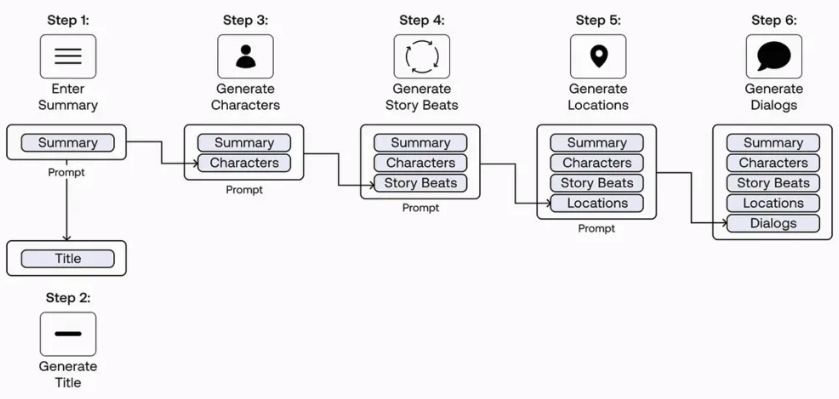 Step 1:
Enter
Summary
Summary
Prompt
Title
Step 2:
Generate
Title
Step 3:
Generate
Characters
Summary
Characters
Prompt
Step 4:
Generate
Story Beats
Summary
Characters
Story Beats
Prompt
Step 5:
Generate
Locations
Summary
Characters
Story Beats
Locations
Prompt
Step 6:
Generate
Dialogs
Summary
Characters
Story Beats
Locations
Dialogs